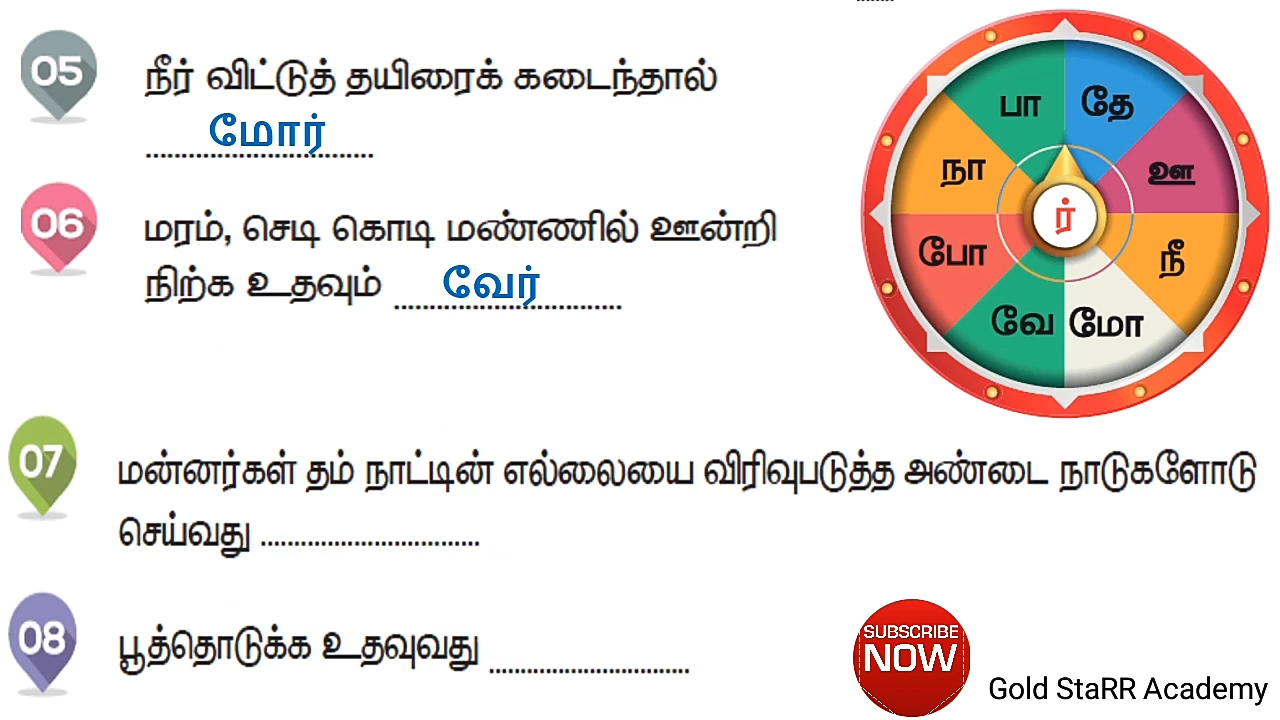 05
நீர் விட்டுத் தயிரைக் கடைந்தால்
மோர்
06
மரம், செடி கொடி மண்ணில் ஊன்றி
நிற்க உதவும் வேர்
பா தே
நா ஊ
ர்
போ நீ
வே மோ
07
மன்னர்கள் தம் நாட்டின் எல்லையை விரிவுபடுத்த அண்டை நாடுகளோடு
செய்வது ................................
08
பூத்தொடுக்க உதவுவது ..............................
SUBSCRIBE
NOW
Gold StaRR Academy